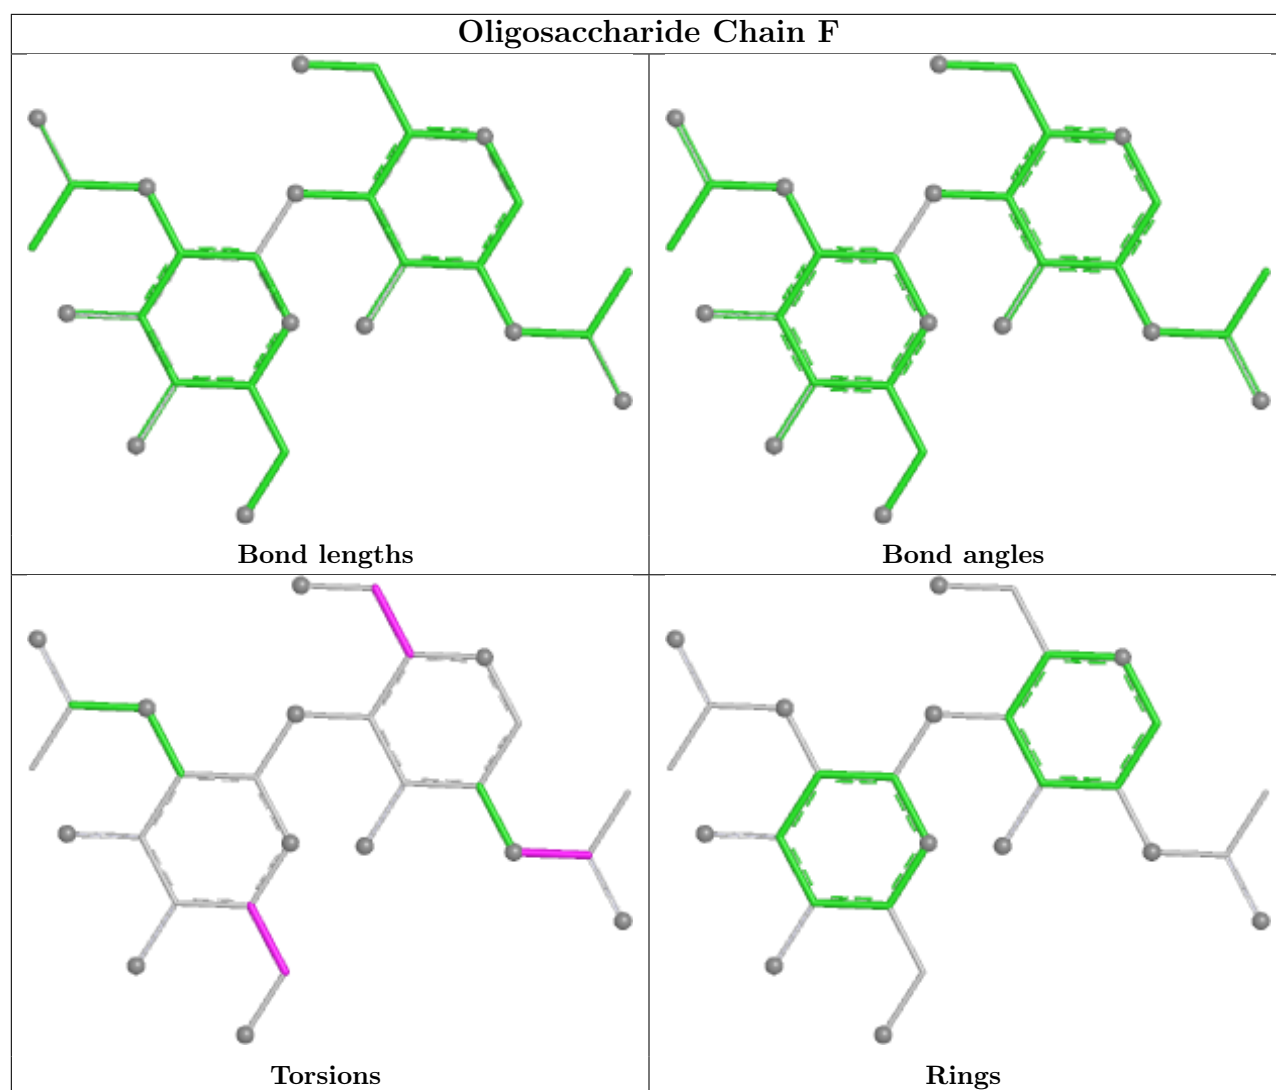 Oligosaccharide Chain F
Bond lengths
Bond angles
Torsions
Rings